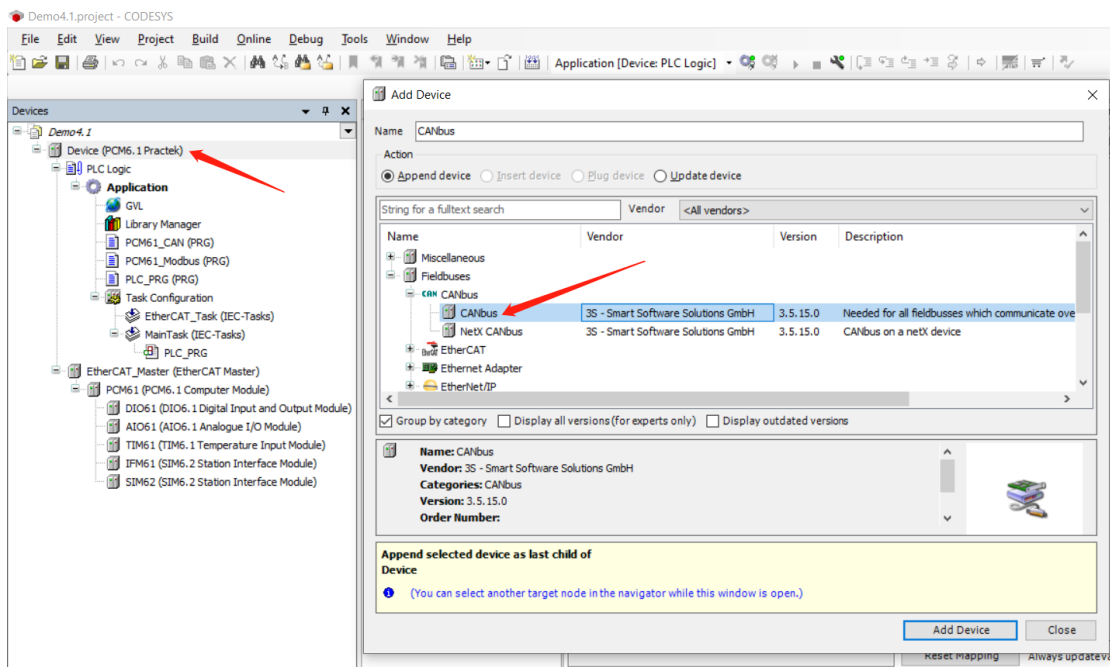 Demo4.1.project - CODESYS
File Edit View Project Build Online Debug Tools Window Help
Application [Device: PLC Logic]
Devices
Demo4.1
Device (PCM6.1 Practek)
PLC Logic
Application
GVL
Library Manager
PCM61_CAN (PRG)
PCM61_Modbus (PRG)
PLC_PRG (PRG)
Task Configuration
EtherCAT_Task (IEC-Tasks)
MainTask (IEC-Tasks)
PLC_PRG
EtherCAT_Master (EtherCAT Master)
PCM61 (PCM6.1 Computer Module)
DIO61 (DIO6.1 Digital Input and Output Module)
AIO61 (AIO6.1 Analogue I/O Module)
TIM61 (TIM6.1 Temperature Input Module)
IFM61 (SIM6.2 Station Interface Module)
SIM62 (SIM6.2 Station Interface Module)
Add Device
Name CANbus
Action
Append device Insert device Plug device Update device
String for a fulltext search Vendor <All vendors>
Name Vendor Version Description
Miscellaneous
Fieldbuses
CAN CANbus
CANbus 3S - Smart Software Solutions GmbH 3.5.15.0 Needed for all fieldbusses which communicate ove
NetX CANbus 3S - Smart Software Solutions GmbH 3.5.15.0 CANbus on a netX device
EtherCAT
Ethernet Adapter
EtherNet/IP
Group by category Display all versions(for experts only) Display outdated versions
Name: CANbus
Vendor: 3S - Smart Software Solutions GmbH
Categories: CANbus
Version: 3.5.15.0
Order Number:
Append selected device as last child of
Device
(You can select another target node in the navigator while this window is open.)
Add Device Close
Reset Mapping Always updateVa